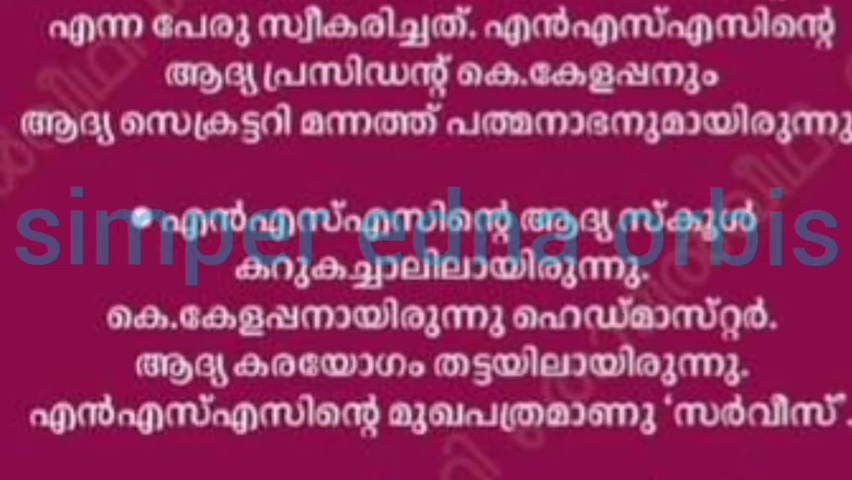 എന്ന പേരു സ്വീകരിച്ചത്. എൻഎസ്എസിന്റെ
ആദ്യ പ്രസിഡന്റ് കെ.കേളപ്പനും
ആദ്യ സെക്രട്ടറി മന്നത്ത് പത്മനാഭനുമായിരുന്നു
• എൻഎസ്എസിന്റെ ആദ്യ സ്കൂൾ
simper edna orbis
കറുകച്ചാലിലായിരുന്നു.
കെ.കേളപ്പനായിരുന്നു ഹെഡ്മാസ്റ്റർ.
ആദ്യ കരയോഗം തട്ടയിലായിരുന്നു.
എൻഎസ്എസിന്റെ മുഖപത്രമാണു ‘സർവീസ്’.